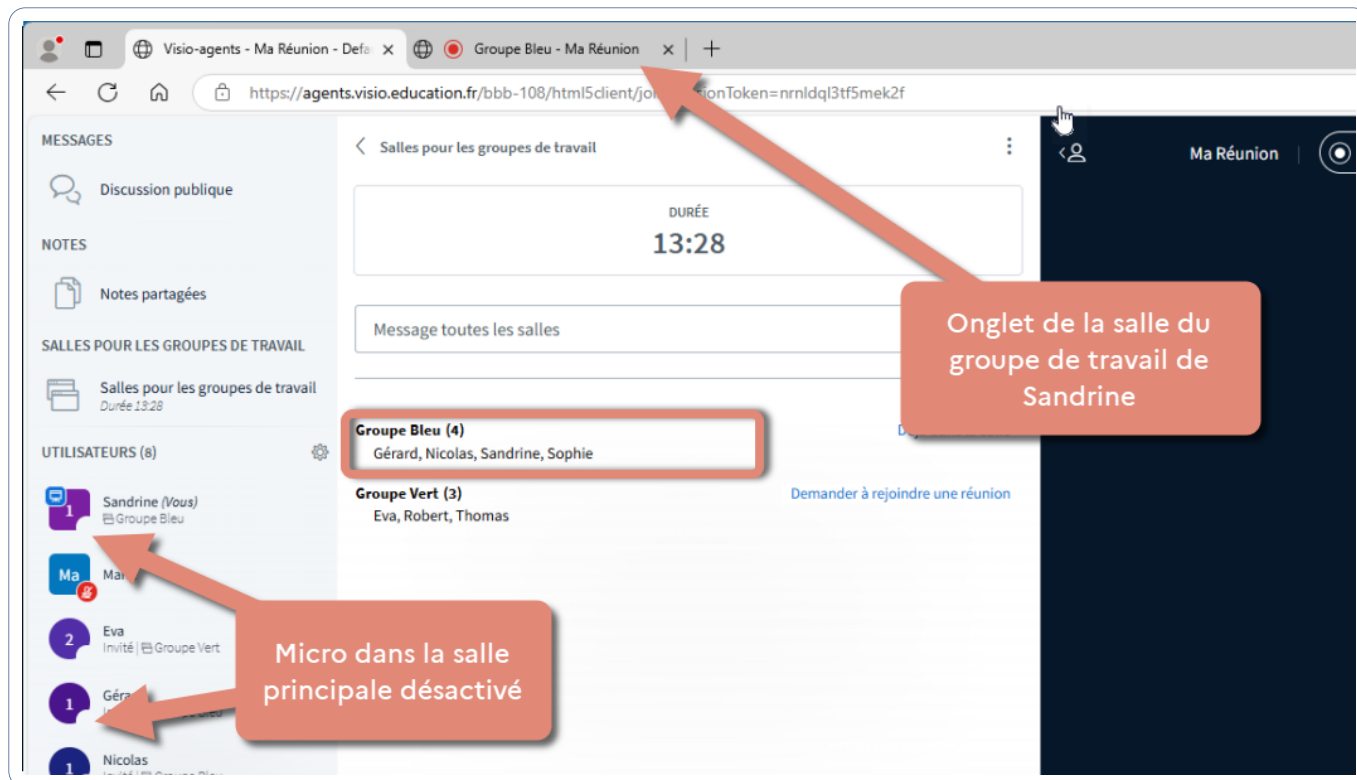 Visio-agents - Ma Réunion - Defa
Groupe Bleu - Ma Réunion
https://agents.visio.education.fr/bbb-108/html5client/jo ionToken=nrnldql3tf5mek2f
MESSAGES
Discussion publique
NOTES
Notes partagées
SALLES POUR LES GROUPES DE TRAVAIL
Salles pour les groupes de travail
Durée 13:28
UTILISATEURS (8)
1
Sandrine (Vous)
Groupe Bleu
Ma
2
Eva
Invité | Groupe Vert
1
1
Nicolas
Salles pour les groupes de travail
DURÉE
13:28
Message toutes les salles
Groupe Bleu (4)
Gérard, Nicolas, Sandrine, Sophie
Groupe Vert (3)
Demander à rejoindre une réunion
Eva, Robert, Thomas
Ma Réunion
Onglet de la salle du
groupe de travail de
Sandrine
Micro dans la salle
principale désactivé